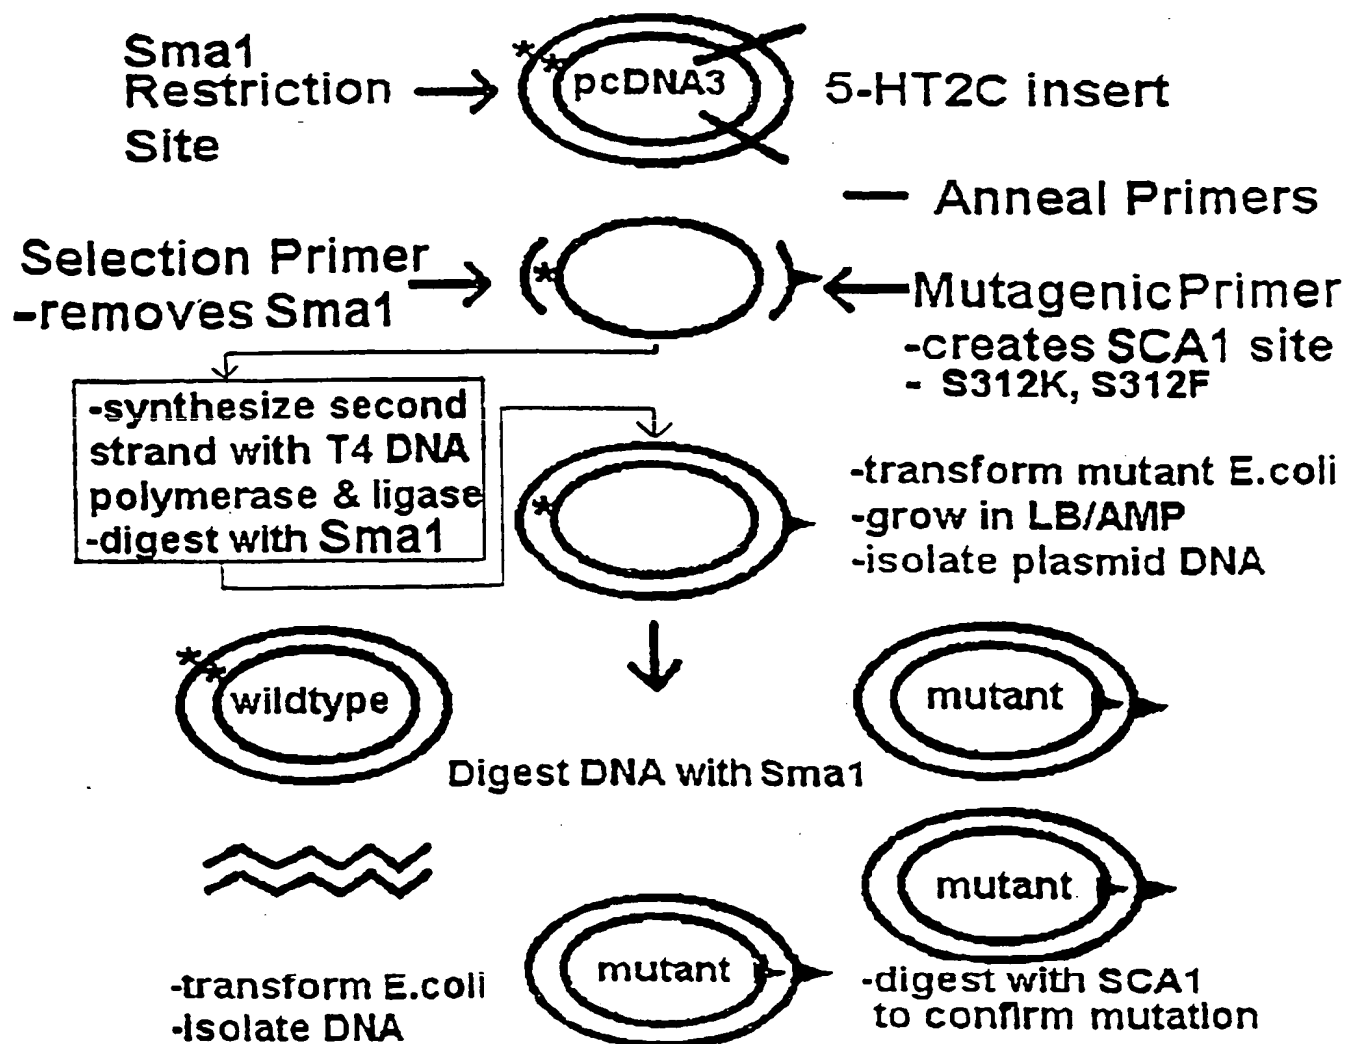 Sma1
Restriction
Site
pcDNA3
5-HT2C insert
Anneal Primers
Selection Primer
-removes Sma1
Mutagenic Primer
-creates SCA1 site
- S312K, S312F
-synthesize second
strand with T4 DNA
polymerase & ligase
-digest with Sma1
-transform mutant E.coli
-grow in LB/AMP
-isolate plasmid DNA
wildtype
mutant
Digest DNA with Sma1
mutant
mutant
-transform E.coli
-isolate DNA
-digest with SCA1
to confirm mutation